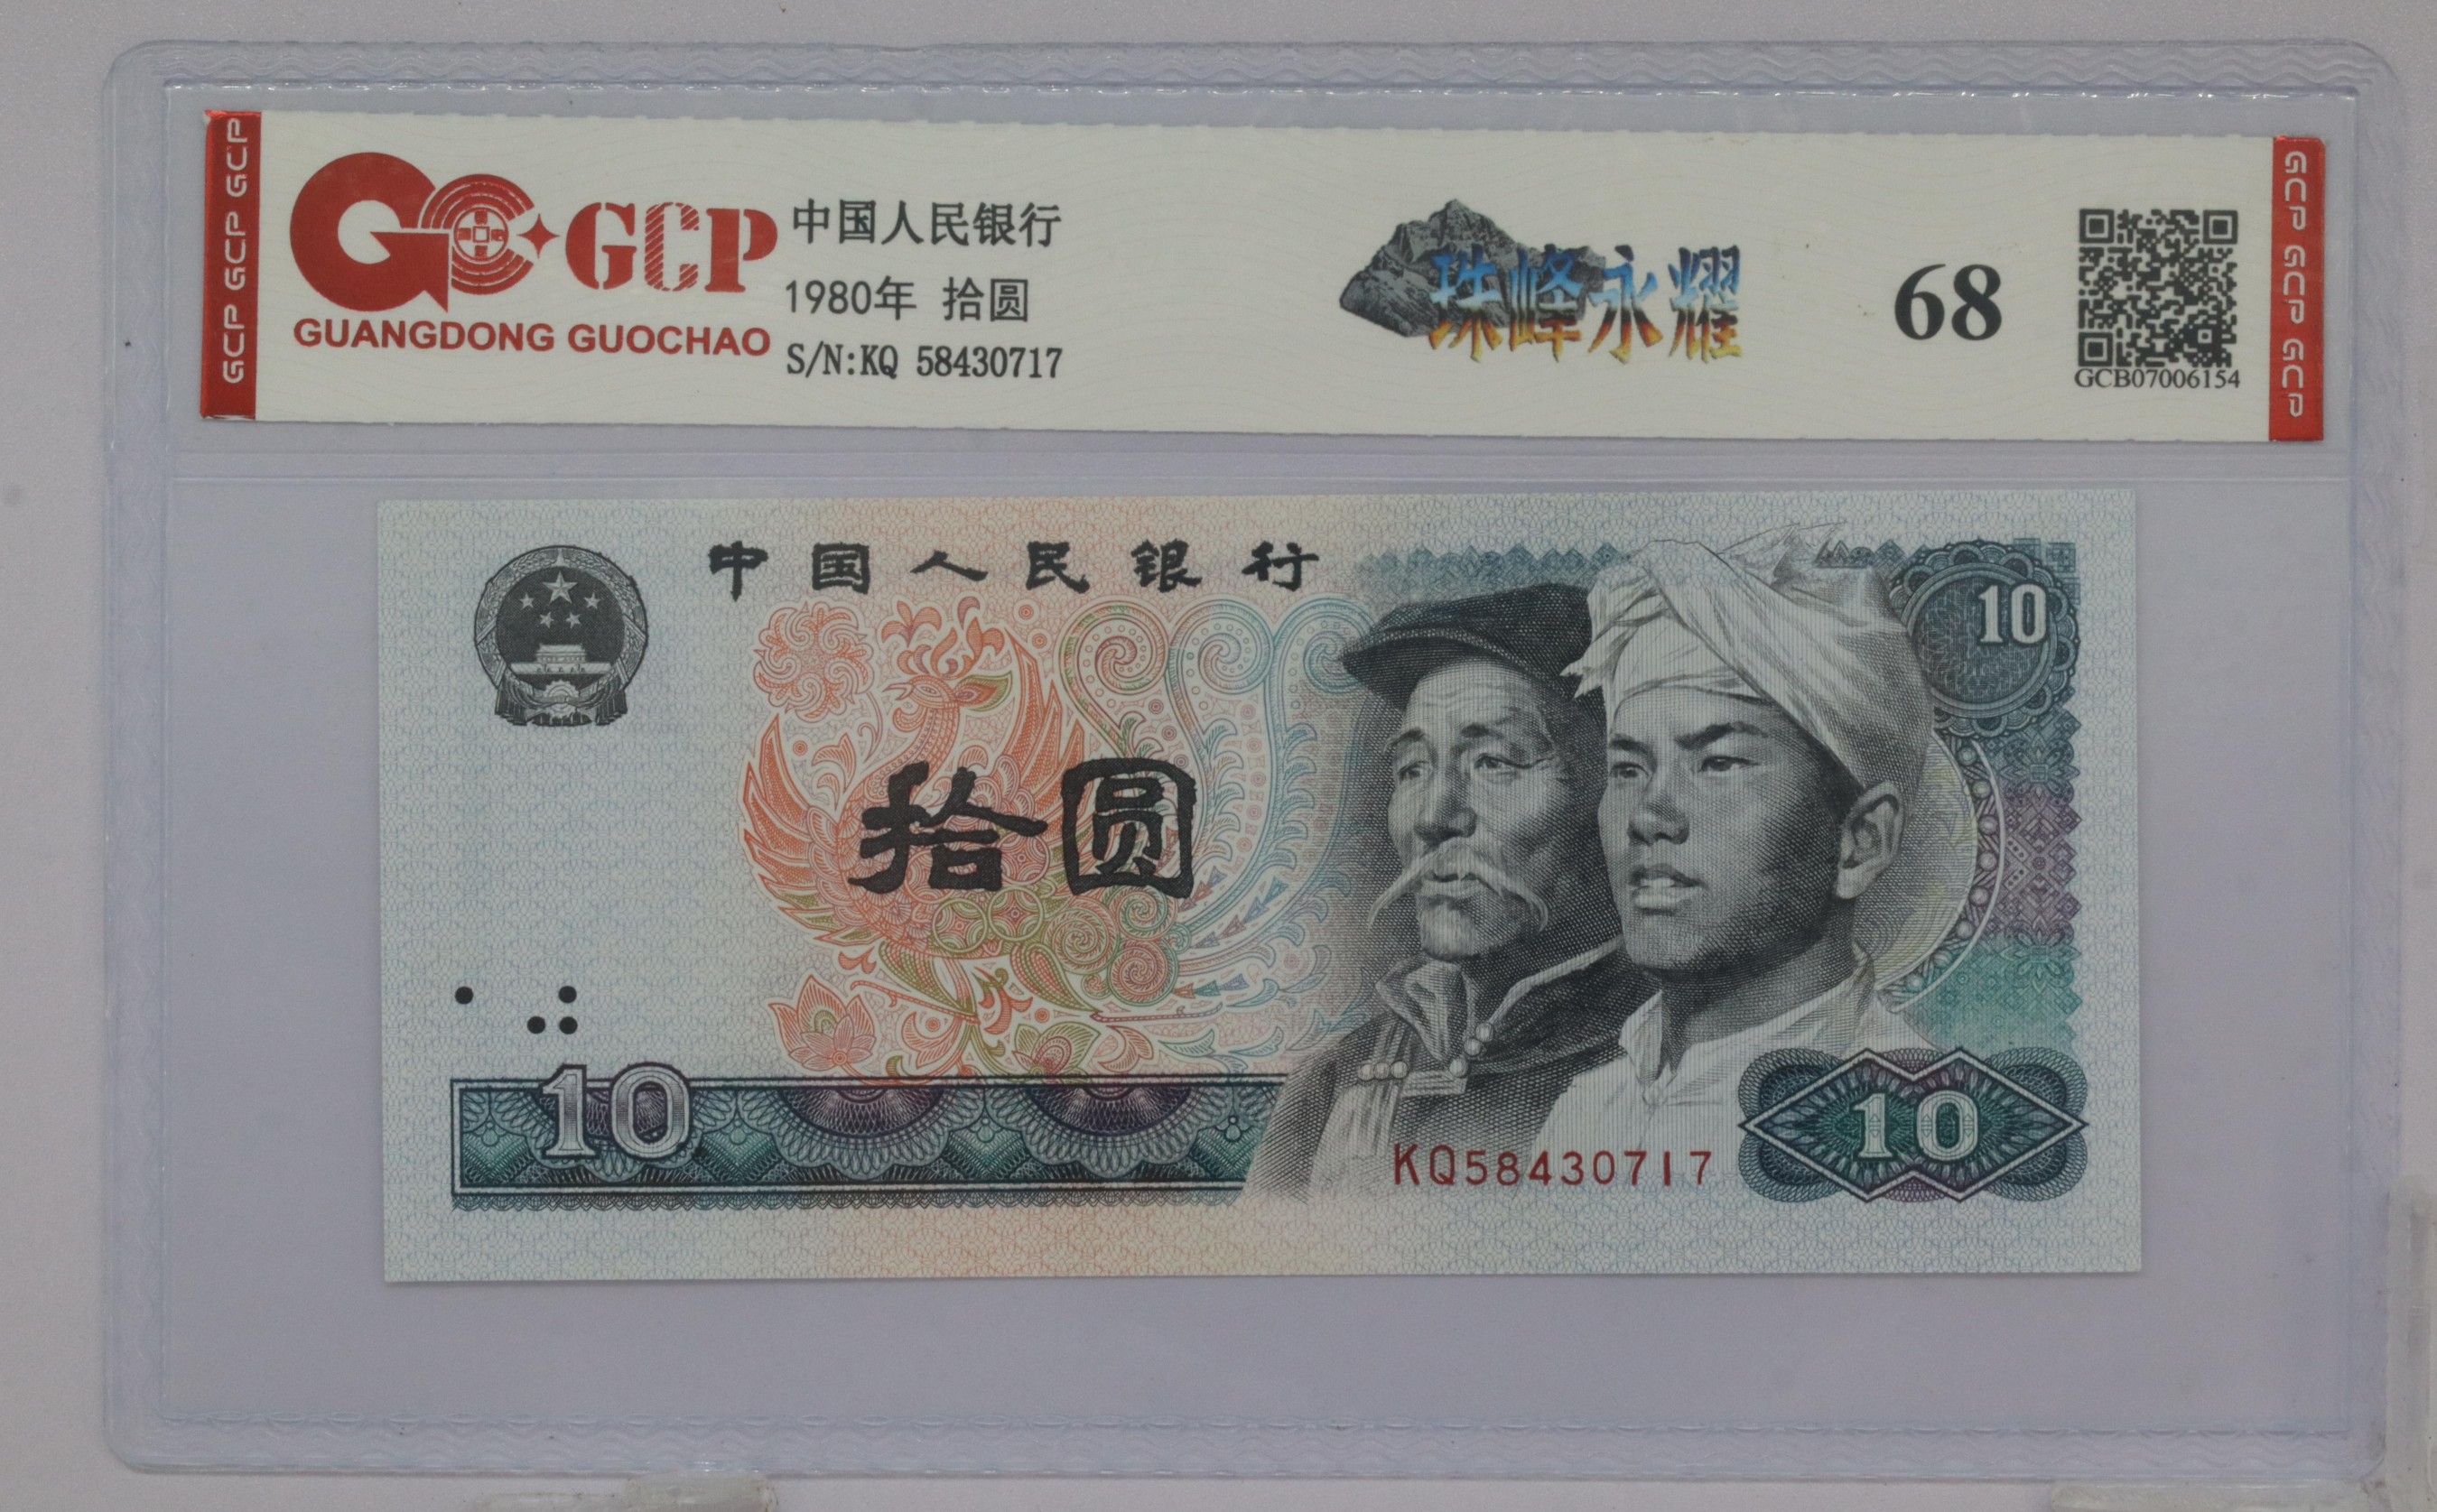 GCP GCP GCP
GCP
GUANGDONG GUOCHAO
中国人民银行
1980年 拾圆
S/N:KQ 58430717
珠峰永耀
68
GCB07006154
GCP GCP GCP
中国人民银行
10
拾圆
10
KQ58430717
10